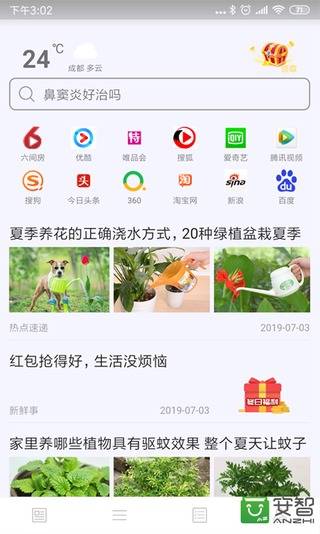 下午3:02
24
℃
成都 多云
鼻窦炎好治吗
六间房
优酷
唯品会
搜狐
爱奇艺
腾讯视频
搜狗
今日头条
360
淘宝网
新浪
百度
夏季养花的正确浇水方式，20种绿植盆栽夏季
热点速递
2019-07-03
红包抢得好，生活没烦恼
每日福利
新鲜事
2019-07-03
家里养哪些植物具有驱蚊效果 整个夏天让蚊子
安智
ANZHI